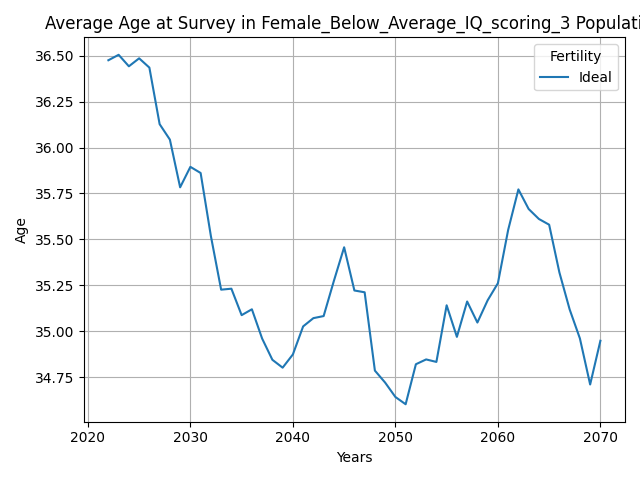 Average Age at Survey in Female_Below_Average_IQ_scoring_3 Populati
Fertility
Ideal
36.50
36.25
36.00
35.75
35.50
35.25
35.00
34.75
Age
2020
2030
2040
2050
2060
2070
Years